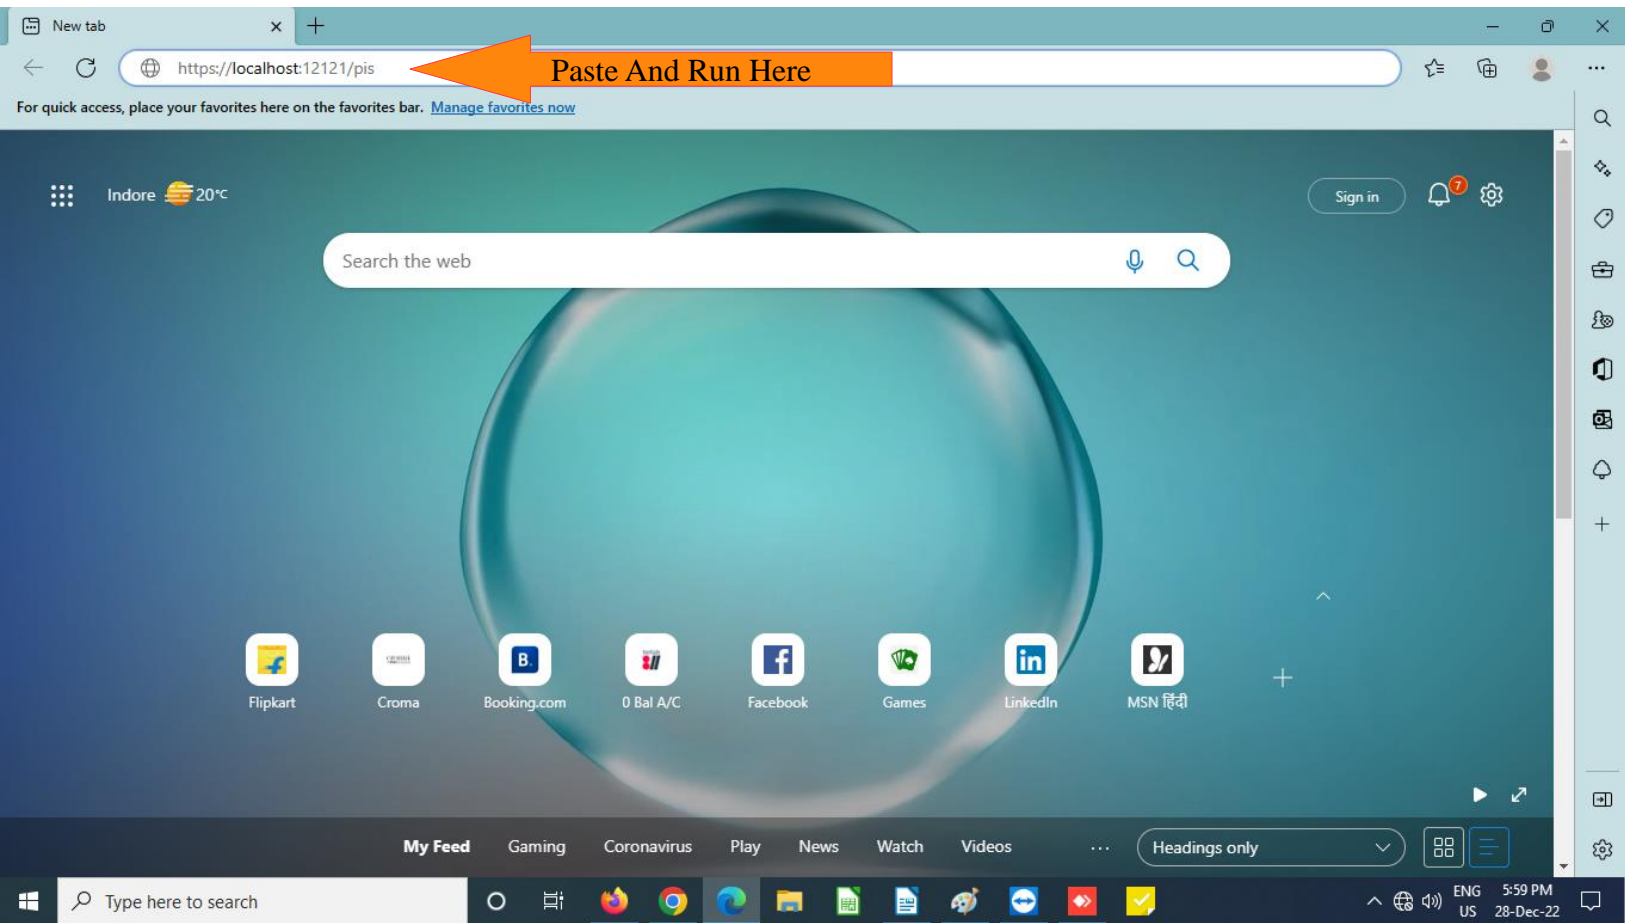 New tab
https://localhost:12121/pis
Paste And Run Here
For quick access, place your favorites here on the favorites bar. Manage favorites now
Indore 20°C
Sign in
7
Search the web
B.
f
in
Flipkart
Croma
Booking.com
0 Bal A/C
Facebook
Games
LinkedIn
MSN हिंदी
My Feed Gaming Coronavirus Play News Watch Videos ... Headings only
Type here to search
ENG 5:59 PM
US 28-Dec-22